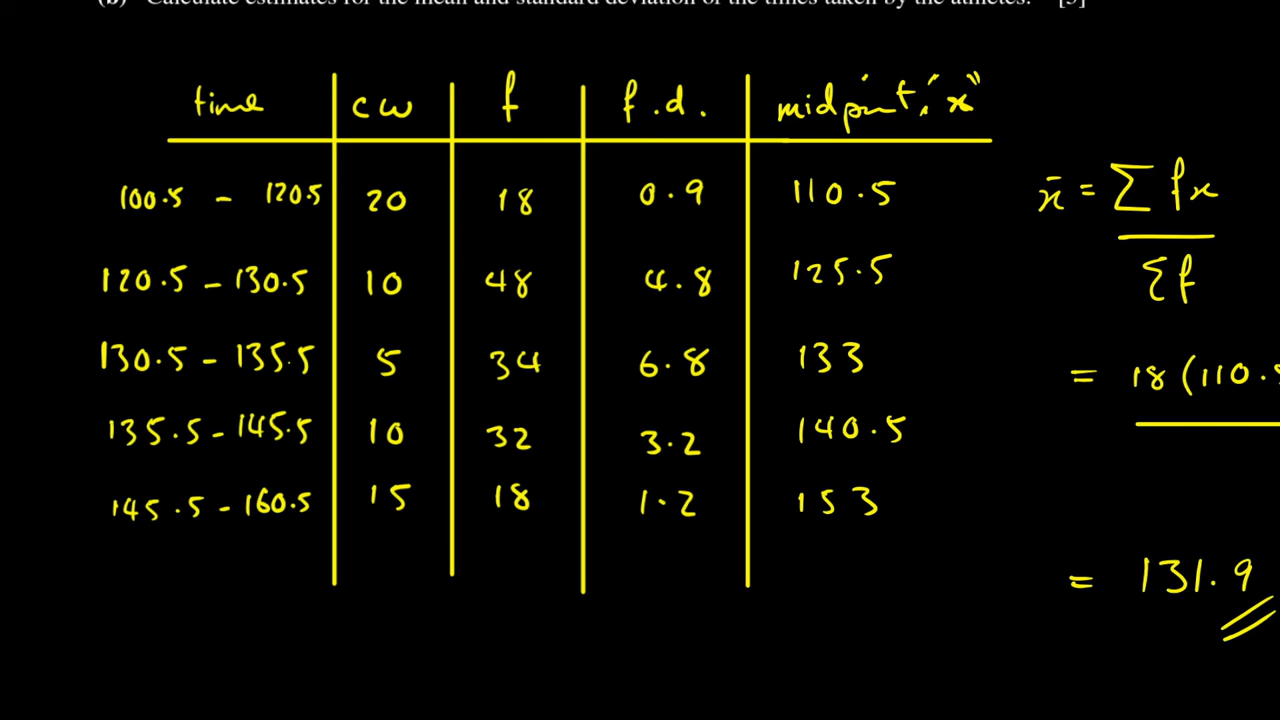 (b) Calculate estimates for the mean and standard deviation of the times taken by the athletes. [5]
time cw f f.d. midpoint, "x"
100.5 - 120.5 20 18 0.9 110.5
120.5 - 130.5 10 48 4.8 125.5
130.5 - 135.5 5 34 6.8 133
135.5 - 145.5 10 32 3.2 140.5
145.5 - 160.5 15 18 1.2 153
x̄ = Σfx
Σf
= 18(110.5
= 131.9